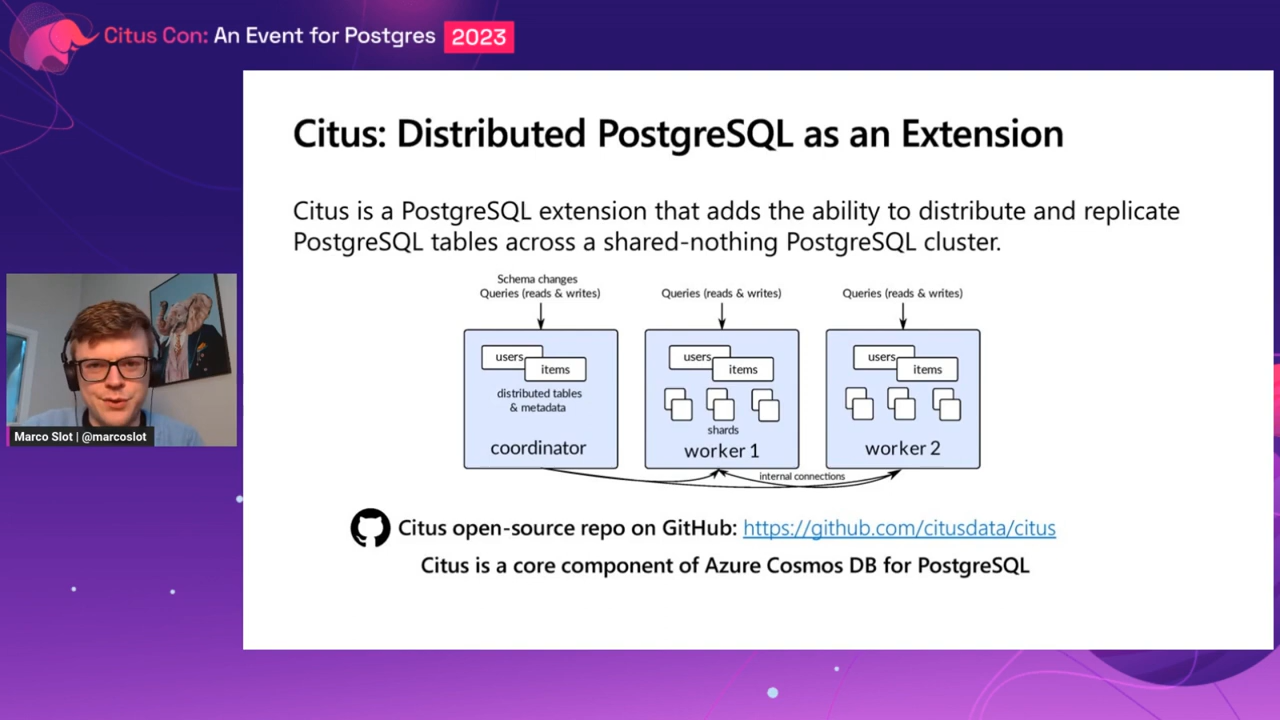 Citus Con: An Event for Postgres 2023
Citus: Distributed PostgreSQL as an Extension
Citus is a PostgreSQL extension that adds the ability to distribute and replicate
PostgreSQL tables across a shared-nothing PostgreSQL cluster.
Schema changes
Queries (reads & writes)
Queries (reads & writes)
Queries (reads & writes)
users
items
distributed tables
& metadata
coordinator
users
items
shards
worker 1
users
items
worker 2
internal connections
Marco Slot | @marcoslot
Citus open-source repo on GitHub: https://github.com/citusdata/citus
Citus is a core component of Azure Cosmos DB for PostgreSQL